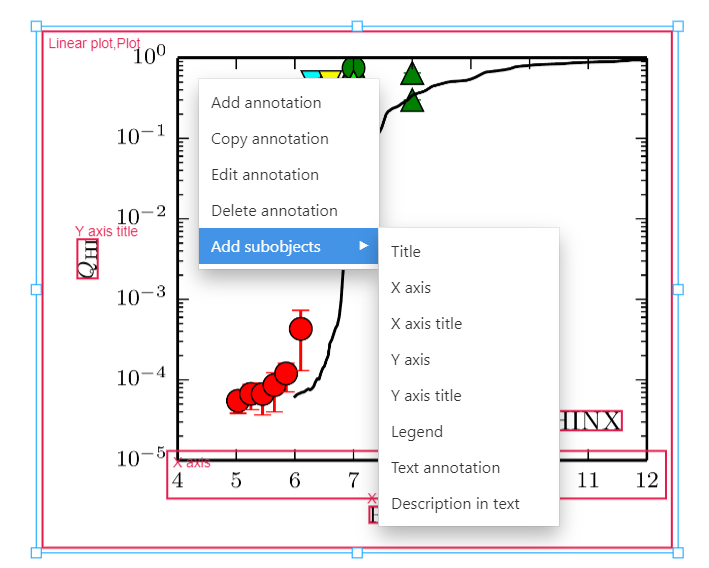 Linear plot,Plot
10^0
Add annotation
10^-1
Copy annotation
Edit annotation
Delete annotation
10^-2
Y axis title
Q_HI
Add subobjects
Title
X axis
10^-3
X axis title
Y axis
10^-4
Y axis title
Legend
HINX
10^-5
X axis
Text annotation
4 5 6 7 11 12
Description in text